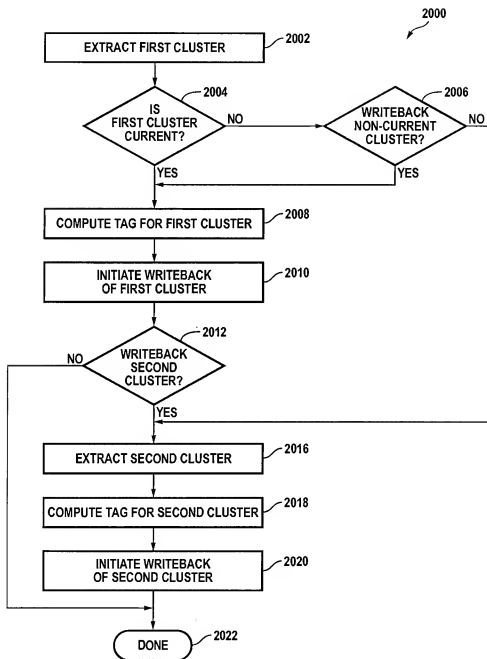 2000
EXTRACT FIRST CLUSTER
2002
IS
FIRST CLUSTER
CURRENT?
2004
NO
WRITEBACK
NON-CURRENT
CLUSTER?
2006
NO
YES
YES
COMPUTE TAG FOR FIRST CLUSTER
2008
INITIATE WRITEBACK
OF FIRST CLUSTER
2010
WRITEBACK
SECOND
CLUSTER?
2012
NO
YES
EXTRACT SECOND CLUSTER
2016
COMPUTE TAG FOR SECOND CLUSTER
2018
INITIATE WRITEBACK
OF SECOND CLUSTER
2020
DONE
2022